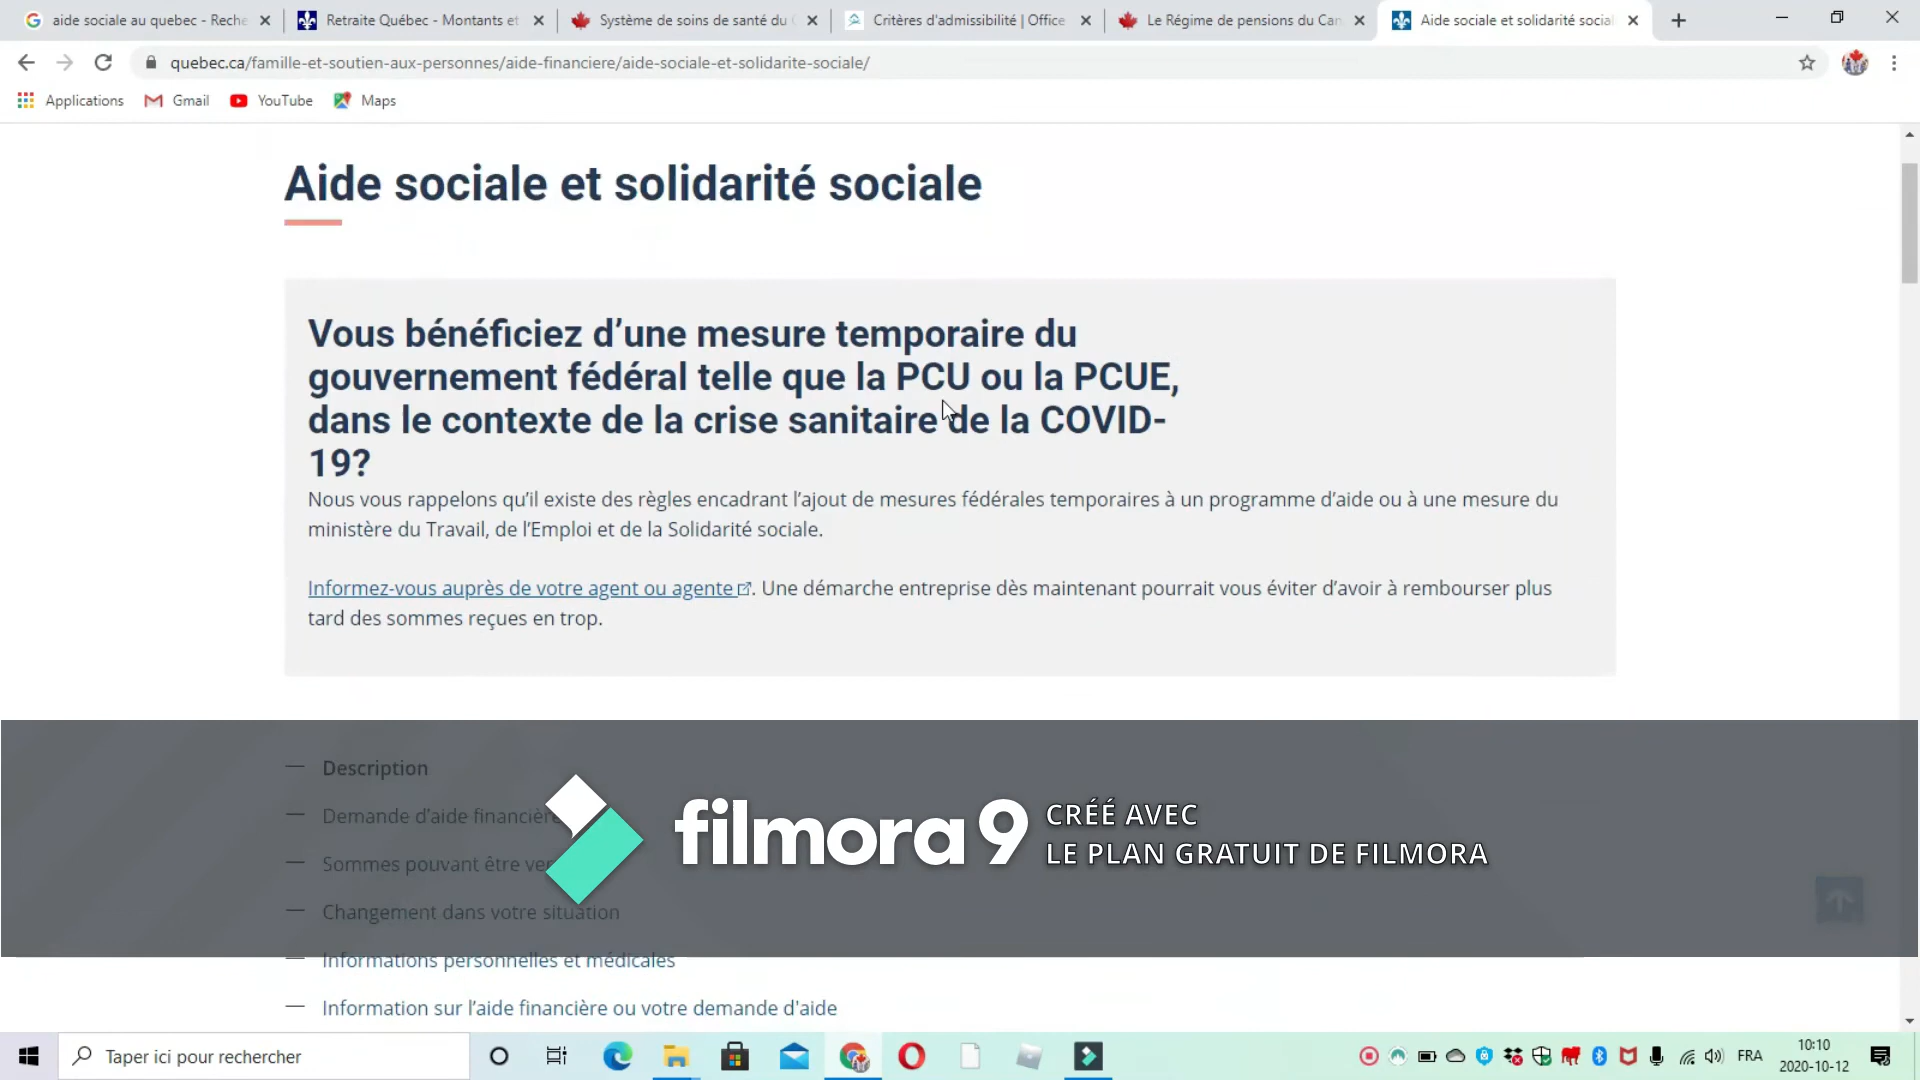 aide sociale au quebec - Reche
Retraite Québec - Montants et
Système de soins de santé du
Critères d'admissibilité | Office
Le Régime de pensions du Can
Aide sociale et solidarité social
quebec.ca/famille-et-soutien-aux-personnes/aide-financiere/aide-sociale-et-solidarite-sociale/
Applications
Gmail
YouTube
Maps
Aide sociale et solidarité sociale
Vous bénéficiez d’une mesure temporaire du
gouvernement fédéral telle que la PCU ou la PCUE,
dans le contexte de la crise sanitaire de la COVID-
19?
Nous vous rappelons qu’il existe des règles encadrant l’ajout de mesures fédérales temporaires à un programme d’aide ou à une mesure du
ministère du Travail, de l’Emploi et de la Solidarité sociale.
Informez-vous auprès de votre agent ou agente. Une démarche entreprise dès maintenant pourrait vous éviter d’avoir à rembourser plus
tard des sommes reçues en trop.
Description
Demande d’aide financière
Sommes pouvant être ve
Changement dans votre situation
Informations personnelles et médicales
Information sur l’aide financière ou votre demande d'aide
filmora 9
CRÉÉ AVEC
LE PLAN GRATUIT DE FILMORA
Taper ici pour rechercher
FRA
10:10
2020-10-12